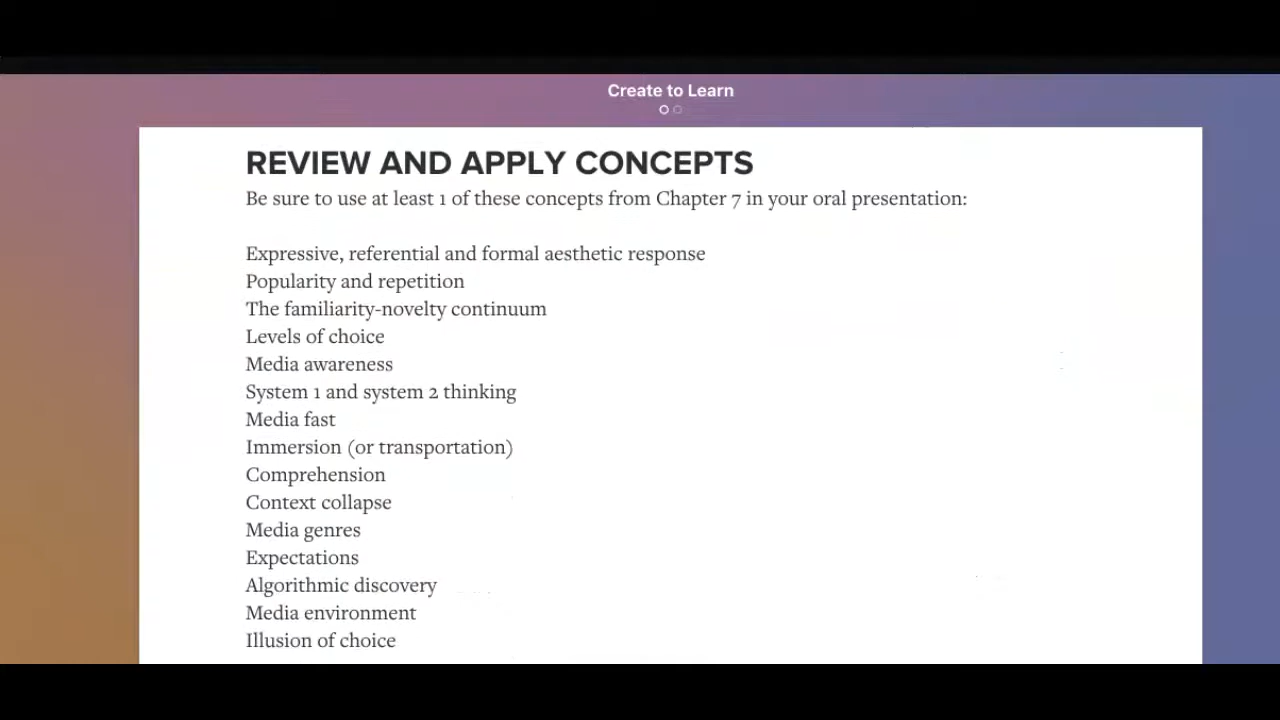 Create to Learn
REVIEW AND APPLY CONCEPTS
Be sure to use at least 1 of these concepts from Chapter 7 in your oral presentation:
Expressive, referential and formal aesthetic response
Popularity and repetition
The familiarity-novelty continuum
Levels of choice
Media awareness
System 1 and system 2 thinking
Media fast
Immersion (or transportation)
Comprehension
Context collapse
Media genres
Expectations
Algorithmic discovery
Media environment
Illusion of choice